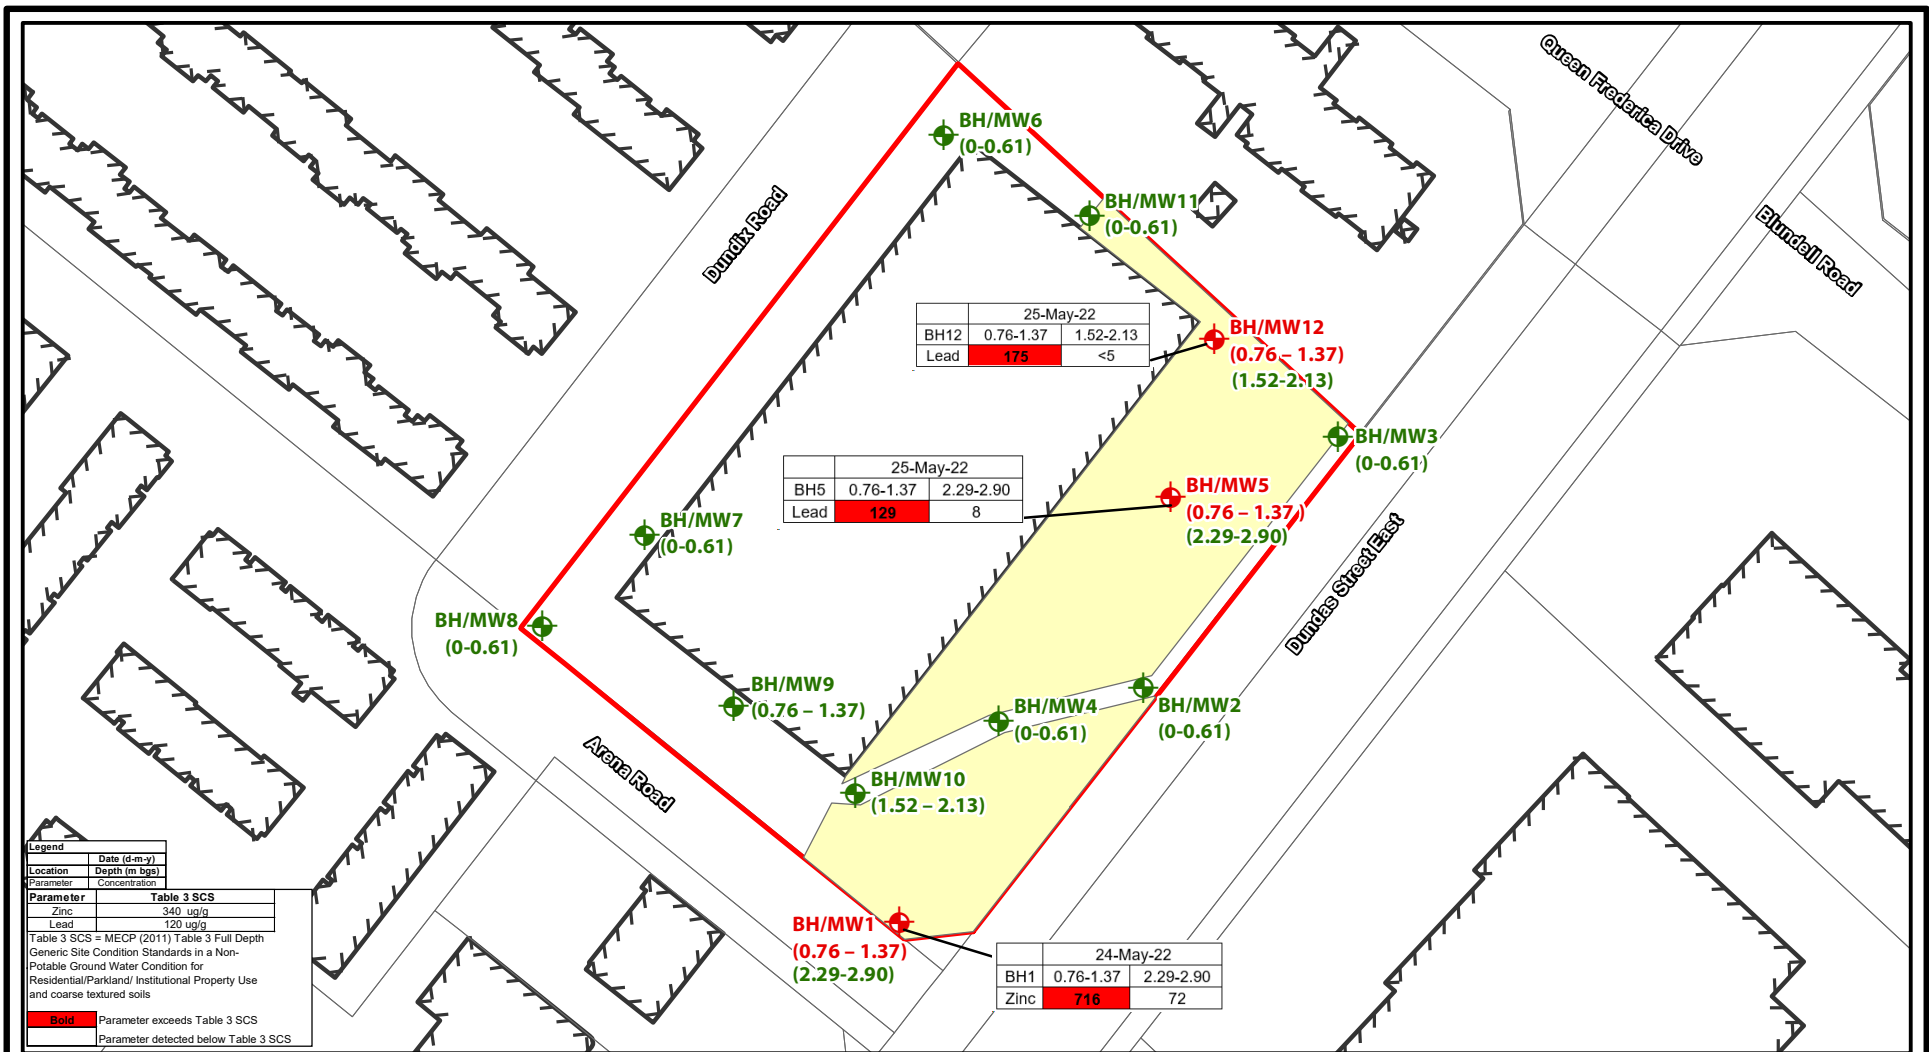 Queen Frederica Drive
Blundell Road
Dundix Road
Dundas Street East
Arena Road
BH/MW6
(0-0.61)
BH/MW11
(0-0.61)
25-May-22
BH12 0.76-1.37 1.52-2.13
Lead 175 <5
BH/MW12
(0.76 – 1.37)
(1.52-2.13)
BH/MW3
(0-0.61)
25-May-22
BH5 0.76-1.37 2.29-2.90
Lead 129 8
BH/MW5
(0.76 – 1.37)
(2.29-2.90)
BH/MW7
(0-0.61)
BH/MW8
(0-0.61)
BH/MW9
(0.76 – 1.37)
BH/MW4
(0-0.61)
BH/MW2
(0-0.61)
BH/MW10
(1.52 – 2.13)
BH/MW1
(0.76 – 1.37)
(2.29-2.90)
24-May-22
BH1 0.76-1.37 2.29-2.90
Zinc 716 72
Legend
Date (d-m-y)
Location Depth (m bgs)
Parameter Concentration
Parameter Table 3 SCS
Zinc 340 ug/g
Lead 120 ug/g
Table 3 SCS = MECP (2011) Table 3 Full Depth
Generic Site Condition Standards in a Non-
Potable Ground Water Condition for
Residential/Parkland/ Institutional Property Use
and coarse textured soils
Bold Parameter exceeds Table 3 SCS
Parameter detected below Table 3 SCS